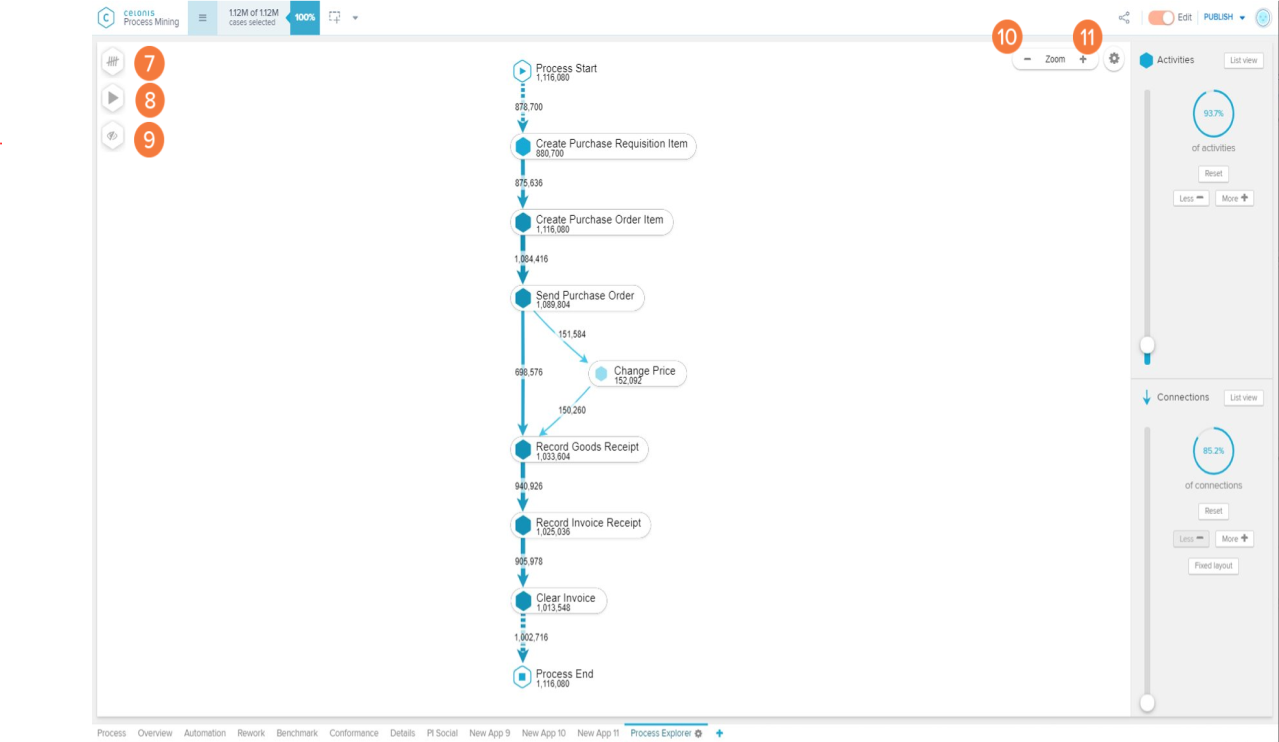 celonis
Process Mining
1.12M of 1.12M
cases selected
100%
Edit
PUBLISH
7
8
9
10
11
Zoom
Process Start
1,116,080
878,700
Create Purchase Requisition Item
880,700
875,636
Create Purchase Order Item
1,116,080
1,084,416
Send Purchase Order
1,089,804
151,584
698,576
Change Price
152,092
150,260
Record Goods Receipt
1,033,604
940,926
Record Invoice Receipt
1,025,036
905,978
Clear Invoice
1,013,548
1,002,716
Process End
1,116,080
Activities
List view
93.7%
of activities
Reset
Less −
More +
Connections
List view
85.2%
of connections
Reset
Less −
More +
Fixed layout
Process Overview Automation Rework Benchmark Conformance Details PI Social New App 9 New App 10 New App 11 Process Explorer +